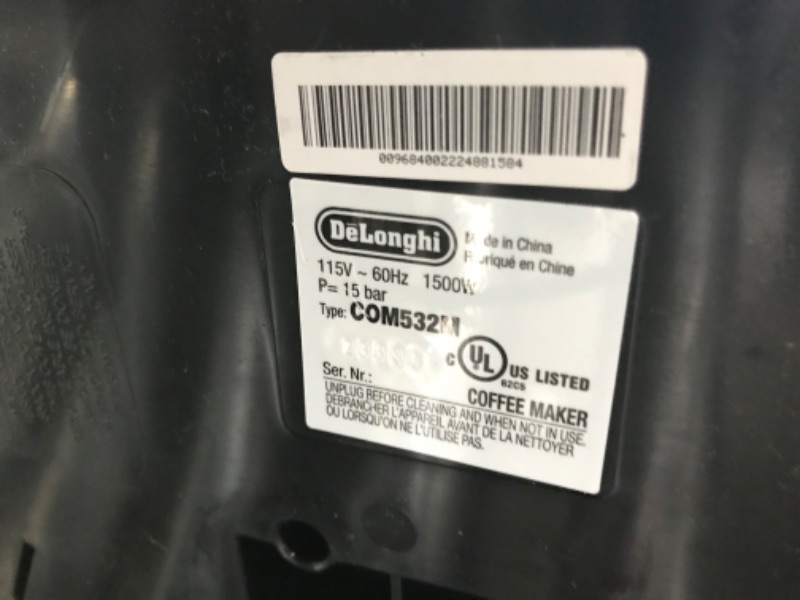 009684002224881584
DeLonghi
Made in China
Fabriqué en Chine
115V ~ 60Hz 1500W
P= 15 bar
Type: COM532M
C UL US LISTED
62C5
Ser. Nr.:
COFFEE MAKER
UNPLUG BEFORE CLEANING AND WHEN NOT IN USE.
DEBRANCHER L'APPAREIL AVANT DE LA NETTOYER
OU LORSQU'ON NE L'UTILISE PAS.